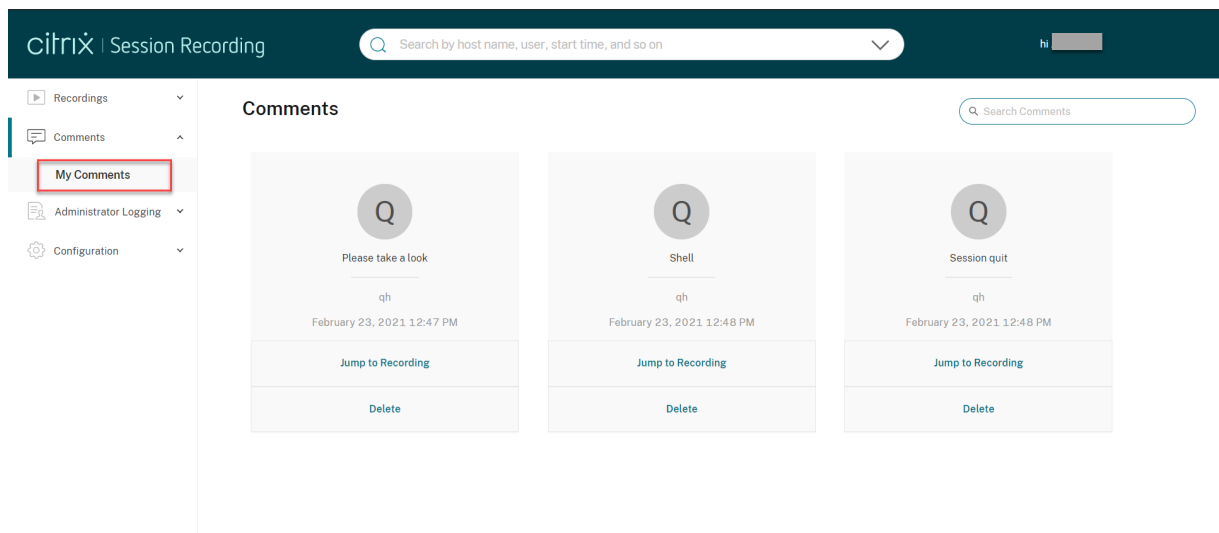 citrix | Session Recording
Search by host name, user, start time, and so on
hi
Recordings
Comments
My Comments
Administrator Logging
Configuration
Comments
Search Comments
Q
Please take a look
qh
February 23, 2021 12:47 PM
Jump to Recording
Delete
Q
Shell
qh
February 23, 2021 12:48 PM
Jump to Recording
Delete
Q
Session quit
qh
February 23, 2021 12:48 PM
Jump to Recording
Delete